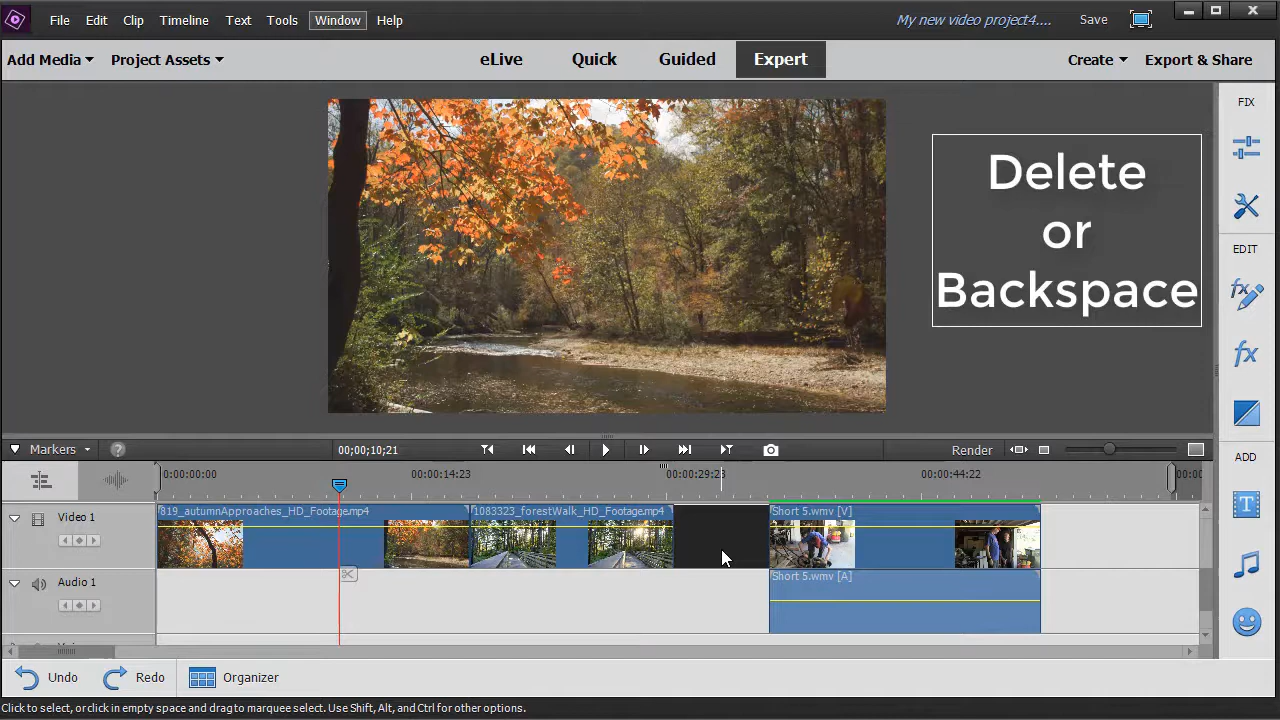 File Edit Clip Timeline Text Tools Window Help
My new video project4.... Save
Add Media Project Assets eLive Quick Guided Expert Create Export & Share
FIX
Delete
or
Backspace
EDIT
fx
fx
Markers ? 00;00;10;21 Render
ADD
0:00:00:00 00:00:14:23 00:00:29:23 00:00:44:22 00:00
Video 1 819_autumnApproaches_HD_Footage.mp4 1083323_forestWalk_HD_Footage.mp4 Short 5.wmv [V]
T
Audio 1 Short 5.wmv [A]
Undo Redo Organizer
Click to select, or click in empty space and drag to marquee select. Use Shift, Alt, and Ctrl for other options.